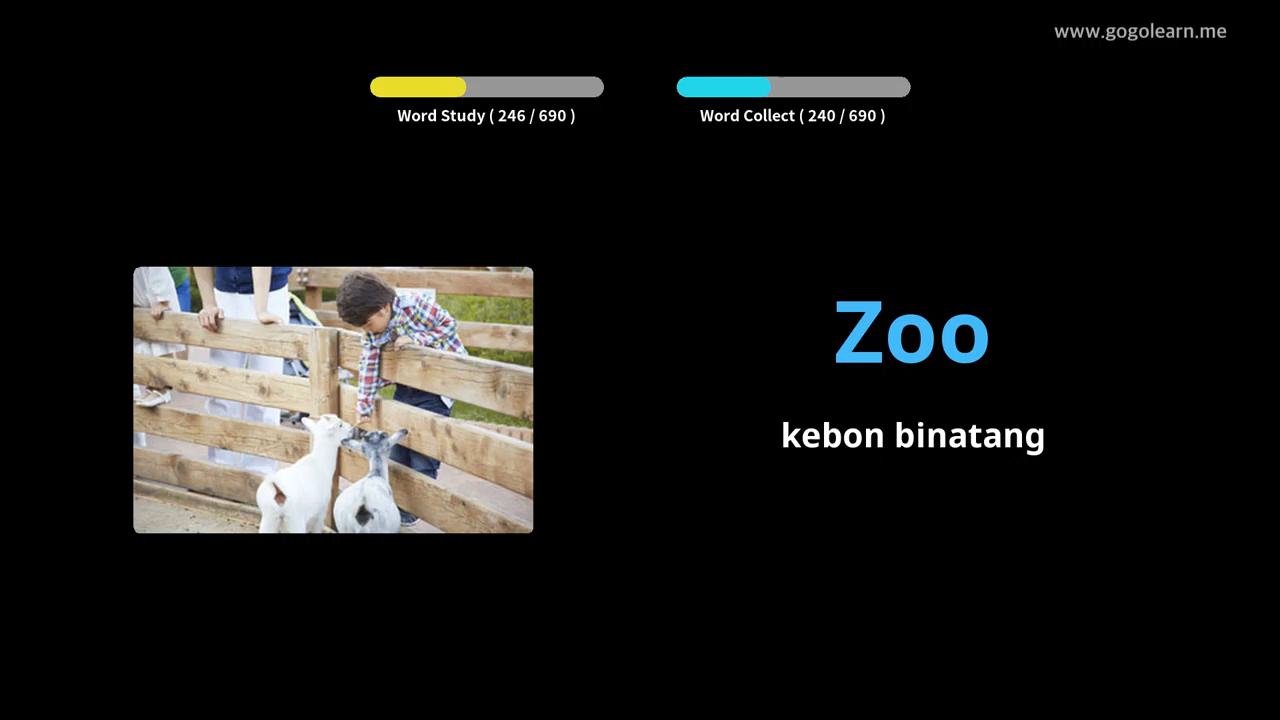 www.gogolearn.me
Word Study ( 246 / 690 )
Word Collect ( 240 / 690 )
Zoo
kebon binatang